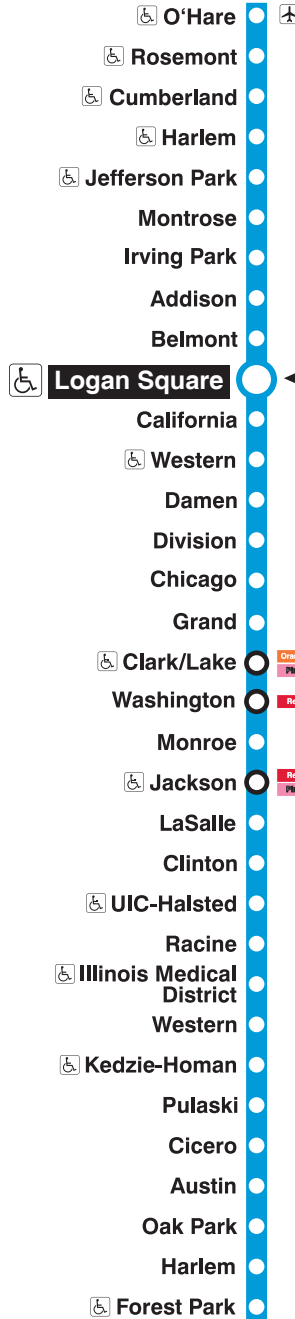 O'Hare
Rosemont
Cumberland
Harlem
Jefferson Park
Montrose
Irving Park
Addison
Belmont
Logan Square
California
Western
Damen
Division
Chicago
Grand
Clark/Lake
Washington
Monroe
Jackson
LaSalle
Clinton
UIC-Halsted
Racine
Illinois Medical
District
Western
Kedzie-Homan
Pulaski
Cicero
Austin
Oak Park
Harlem
Forest Park